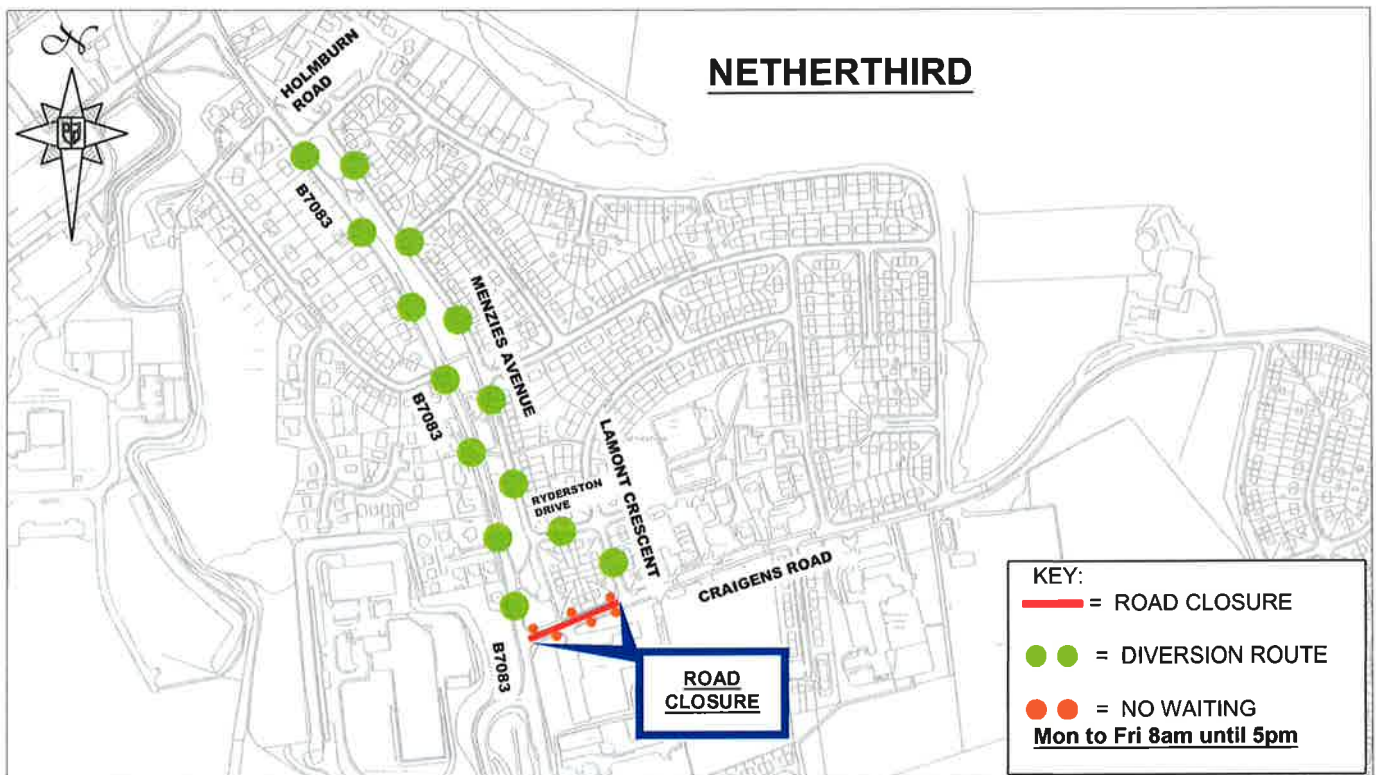 N
NETHERTHIRD
HOLMBURN
ROAD
B7083
MENZIES AVENUE
B7083
LAMONT CRESCENT
RYDERSTON
DRIVE
CRAIGENS ROAD
B7083
ROAD
CLOSURE
KEY:
= ROAD CLOSURE
= DIVERSION ROUTE
= NO WAITING
Mon to Fri 8am until 5pm